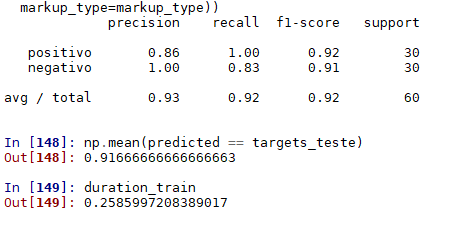 markup_type=markup_type))
precision recall f1-score support
positivo 0.86 1.00 0.92 30
negativo 1.00 0.83 0.91 30
avg / total 0.93 0.92 0.92 60
In [148]: np.mean(predicted == targets_teste)
Out[148]: 0.91666666666666663
In [149]: duration_train
Out[149]: 0.2585997208389017